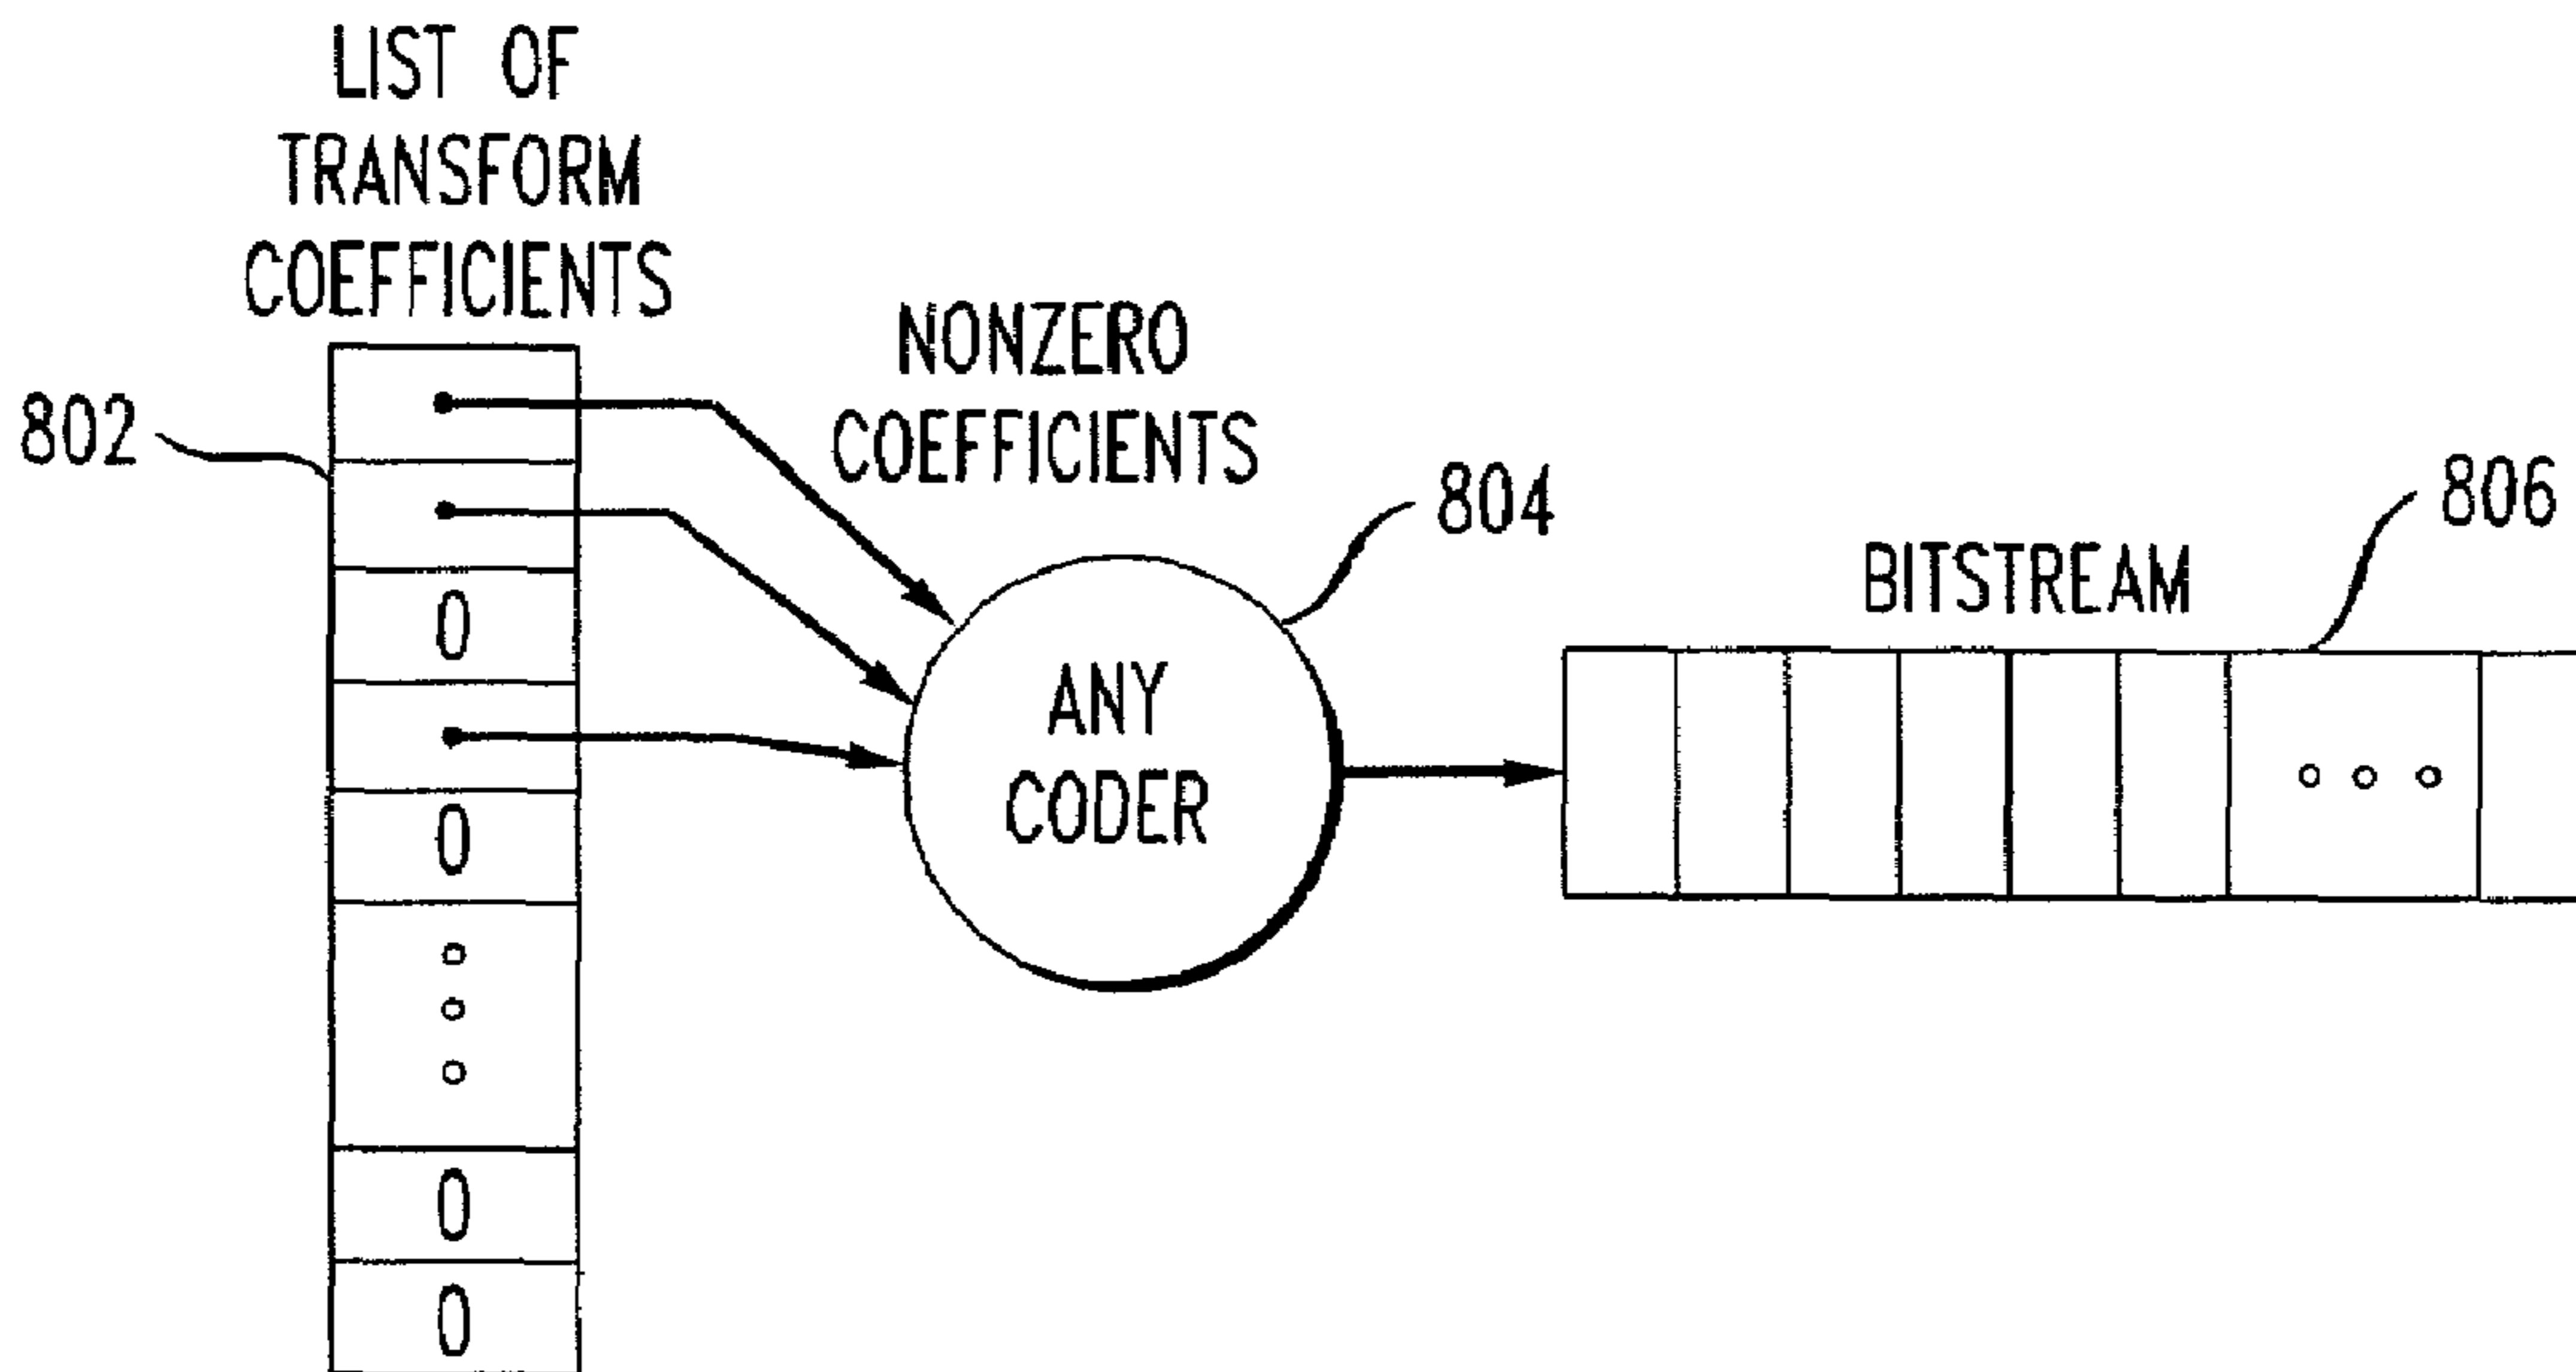 LIST OF
TRANSFORM
COEFFICIENTS
802
NONZERO
COEFFICIENTS
804
806
BITSTREAM
0
ANY
CODER
0
0
0